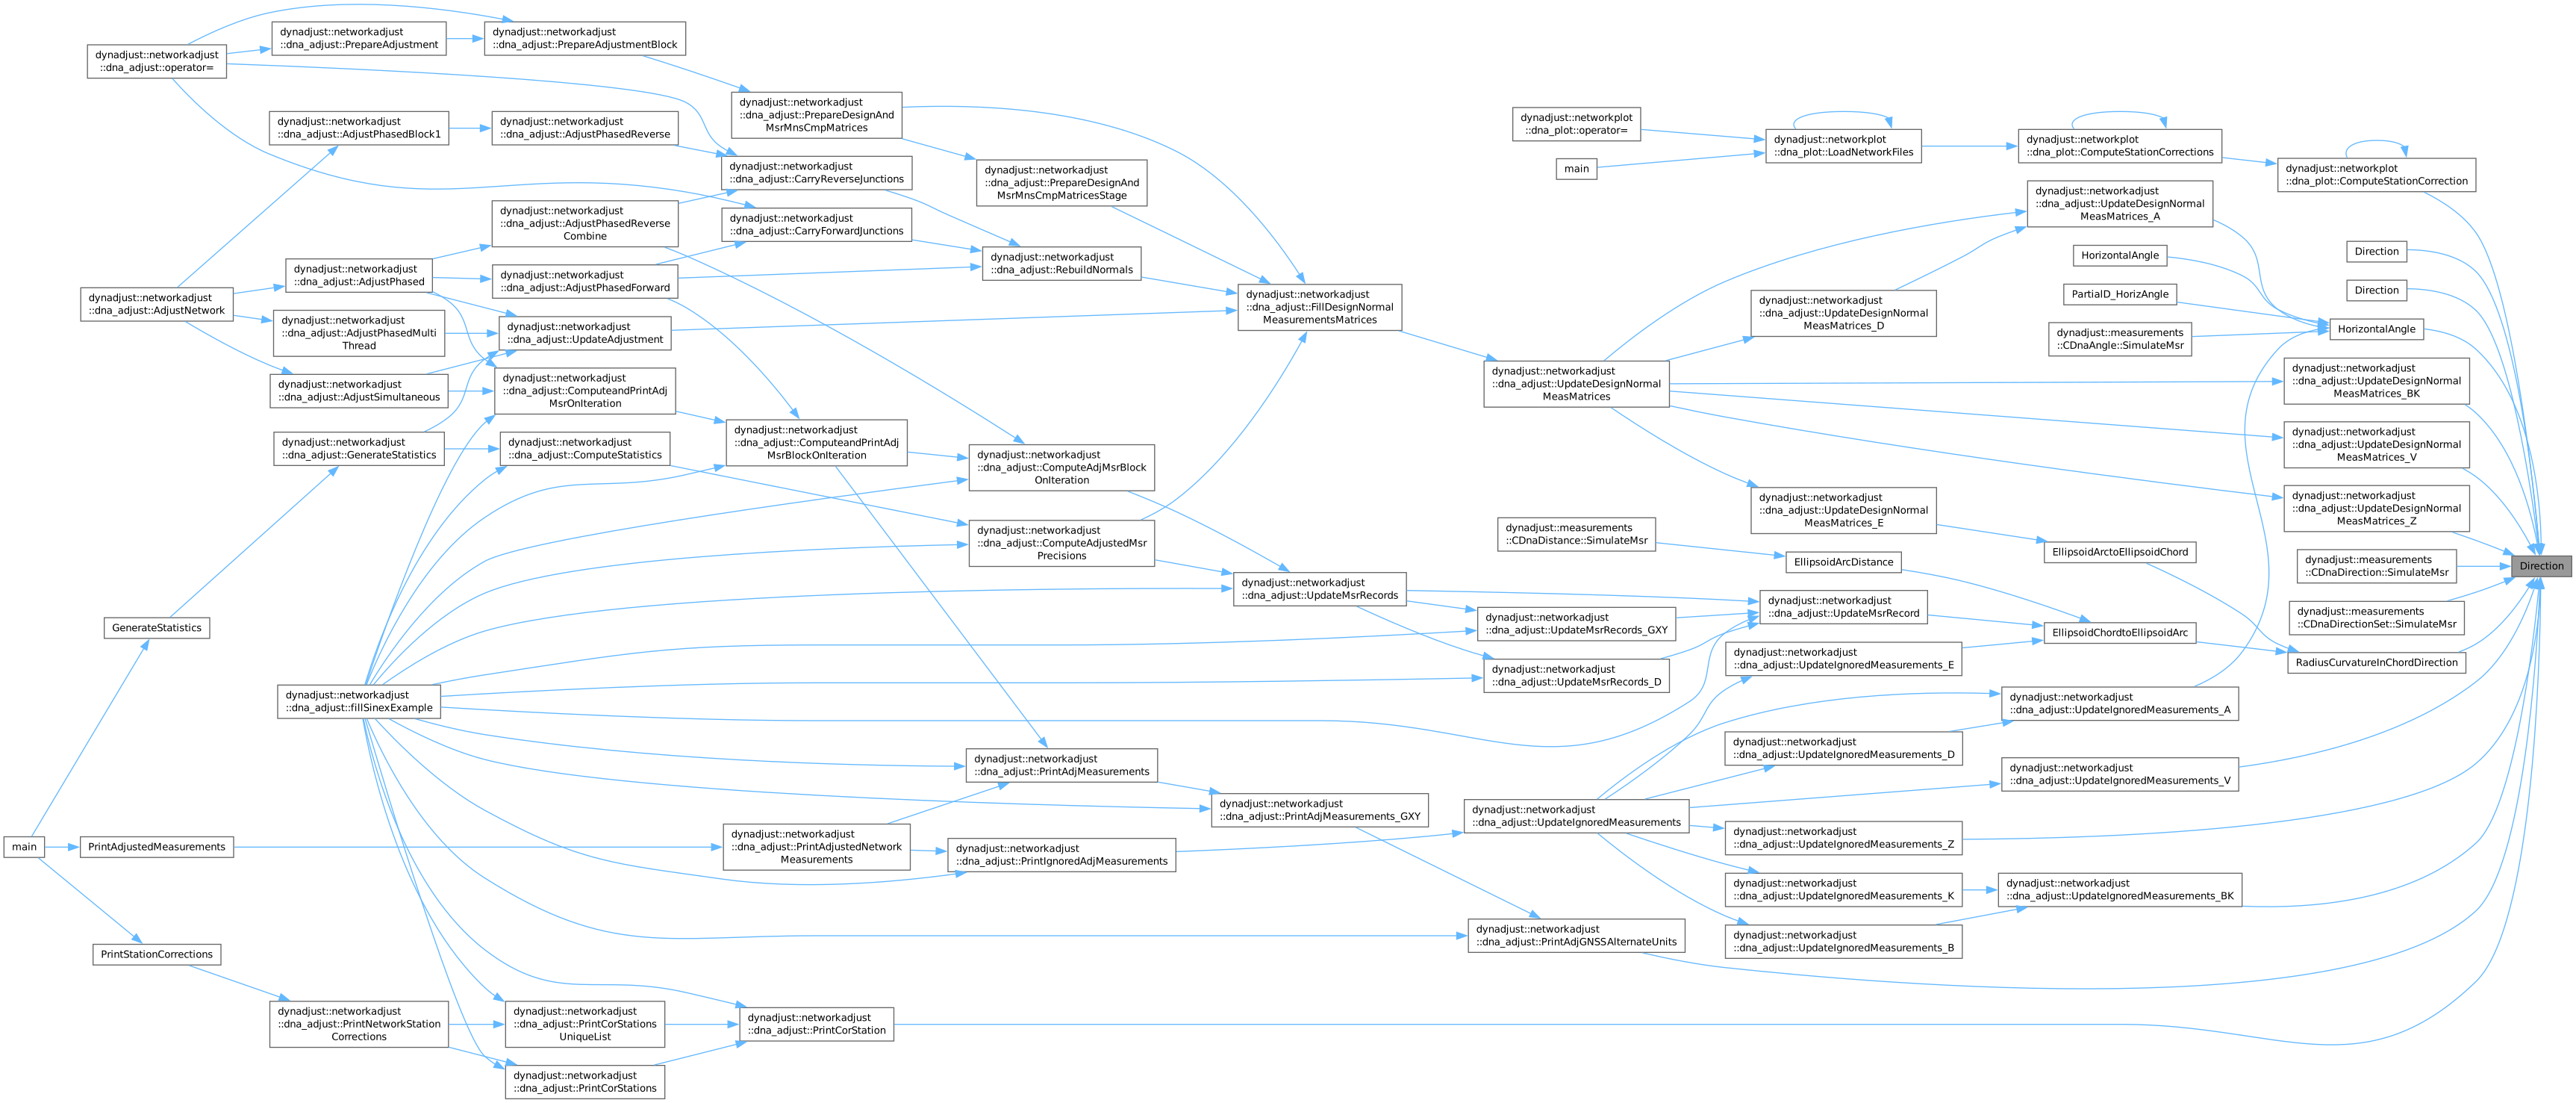 dynadjust::networkadjust
::dna_adjust::operator=
dynadjust::networkadjust
::dna_adjust::PrepareAdjustment
dynadjust::networkadjust
::dna_adjust::PrepareAdjustmentBlock
dynadjust::networkadjust
::dna_adjust::PrepareDesignAnd
MsrMnsCmpMatrices
dynadjust::networkadjust
::dna_adjust::AdjustPhasedBlock1
dynadjust::networkadjust
::dna_adjust::AdjustPhasedReverse
dynadjust::networkadjust
::dna_adjust::CarryReverseJunctions
dynadjust::networkadjust
::dna_adjust::PrepareDesignAnd
MsrMnsCmpMatricesStage
dynadjust::networkadjust
::dna_adjust::AdjustPhasedReverse
Combine
dynadjust::networkadjust
::dna_adjust::CarryForwardJunctions
dynadjust::networkadjust
::dna_adjust::RebuildNormals
dynadjust::networkadjust
::dna_adjust::AdjustNetwork
dynadjust::networkadjust
::dna_adjust::AdjustPhased
dynadjust::networkadjust
::dna_adjust::AdjustPhasedForward
dynadjust::networkadjust
::dna_adjust::FillDesignNormal
MeasurementsMatrices
dynadjust::networkadjust
::dna_adjust::AdjustPhasedMulti
Thread
dynadjust::networkadjust
::dna_adjust::UpdateAdjustment
dynadjust::networkadjust
::dna_adjust::AdjustSimultaneous
dynadjust::networkadjust
::dna_adjust::ComputeandPrintAdj
MsrOnIteration
dynadjust::networkadjust
::dna_adjust::ComputeandPrintAdj
MsrBlockOnIteration
dynadjust::networkadjust
::dna_adjust::GenerateStatistics
dynadjust::networkadjust
::dna_adjust::ComputeStatistics
dynadjust::networkadjust
::dna_adjust::ComputeAdjMsrBlock
OnIteration
dynadjust::networkadjust
::dna_adjust::ComputeAdjustedMsr
Precisions
dynadjust::networkadjust
::dna_adjust::UpdateMsrRecords
GenerateStatistics
dynadjust::networkadjust
::dna_adjust::fillSinexExample
dynadjust::networkadjust
::dna_adjust::PrintAdjMeasurements
dynadjust::networkadjust
::dna_adjust::PrintAdjMeasurements_GXY
main
PrintAdjustedMeasurements
dynadjust::networkadjust
::dna_adjust::PrintAdjustedNetwork
Measurements
dynadjust::networkadjust
::dna_adjust::PrintIgnoredAdjMeasurements
PrintStationCorrections
dynadjust::networkadjust
::dna_adjust::PrintNetworkStation
Corrections
dynadjust::networkadjust
::dna_adjust::PrintCorStations
UniqueList
dynadjust::networkadjust
::dna_adjust::PrintCorStation
dynadjust::networkadjust
::dna_adjust::PrintCorStations
dynadjust::networkplot
::dna_plot::operator=
main
dynadjust::networkplot
::dna_plot::LoadNetworkFiles
dynadjust::networkplot
::dna_plot::ComputeStationCorrections
dynadjust::networkplot
::dna_plot::ComputeStationCorrection
dynadjust::networkadjust
::dna_adjust::UpdateDesignNormal
MeasMatrices_A
HorizontalAngle
PartialD_HorizAngle
dynadjust::measurements
::CDnaAngle::SimulateMsr
Direction
Direction
HorizontalAngle
dynadjust::networkadjust
::dna_adjust::UpdateDesignNormal
MeasMatrices_D
dynadjust::networkadjust
::dna_adjust::UpdateDesignNormal
MeasMatrices
dynadjust::networkadjust
::dna_adjust::UpdateDesignNormal
MeasMatrices_BK
dynadjust::networkadjust
::dna_adjust::UpdateDesignNormal
MeasMatrices_V
dynadjust::networkadjust
::dna_adjust::UpdateDesignNormal
MeasMatrices_Z
dynadjust::networkadjust
::dna_adjust::UpdateDesignNormal
MeasMatrices_E
dynadjust::measurements
::CDnaDistance::SimulateMsr
EllipsoidArcDistance
EllipsoidArctoEllipsoidChord
dynadjust::measurements
::CDnaDirection::SimulateMsr
Direction
dynadjust::measurements
::CDnaDirectionSet::SimulateMsr
dynadjust::networkadjust
::dna_adjust::UpdateMsrRecord
dynadjust::networkadjust
::dna_adjust::UpdateMsrRecords_GXY
EllipsoidChordtoEllipsoidArc
dynadjust::networkadjust
::dna_adjust::UpdateIgnoredMeasurements_E
RadiusCurvatureInChordDirection
dynadjust::networkadjust
::dna_adjust::UpdateMsrRecords_D
dynadjust::networkadjust
::dna_adjust::UpdateIgnoredMeasurements_A
dynadjust::networkadjust
::dna_adjust::UpdateIgnoredMeasurements_D
dynadjust::networkadjust
::dna_adjust::UpdateIgnoredMeasurements_V
dynadjust::networkadjust
::dna_adjust::UpdateIgnoredMeasurements
dynadjust::networkadjust
::dna_adjust::UpdateIgnoredMeasurements_Z
dynadjust::networkadjust
::dna_adjust::UpdateIgnoredMeasurements_K
dynadjust::networkadjust
::dna_adjust::UpdateIgnoredMeasurements_BK
dynadjust::networkadjust
::dna_adjust::PrintAdjGNSSAlternateUnits
dynadjust::networkadjust
::dna_adjust::UpdateIgnoredMeasurements_B